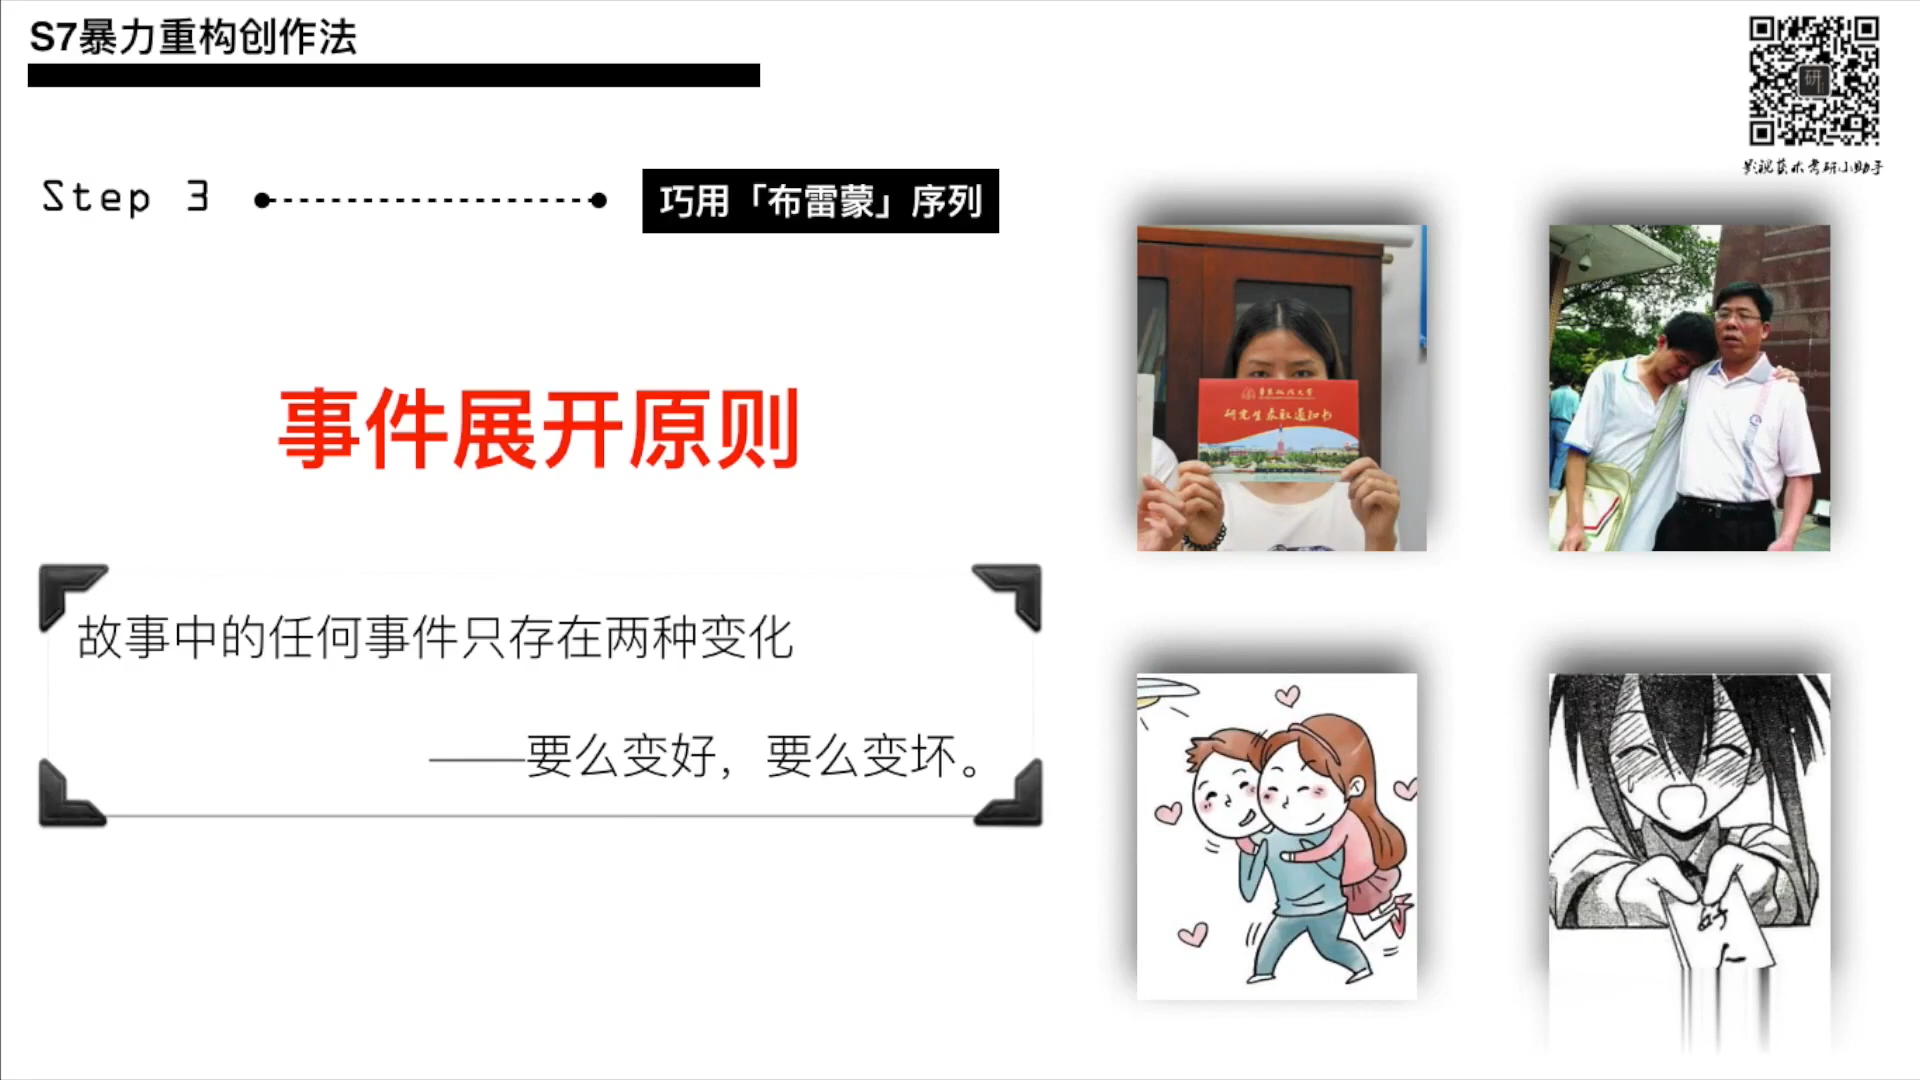 S7暴力重构创作法
研
影视艺术考研小助手
Step 3
巧用「布雷蒙」序列
事件展开原则
故事中的任何事件只存在两种变化
——要么变好，要么变坏。
研究生录取通知书
好
人